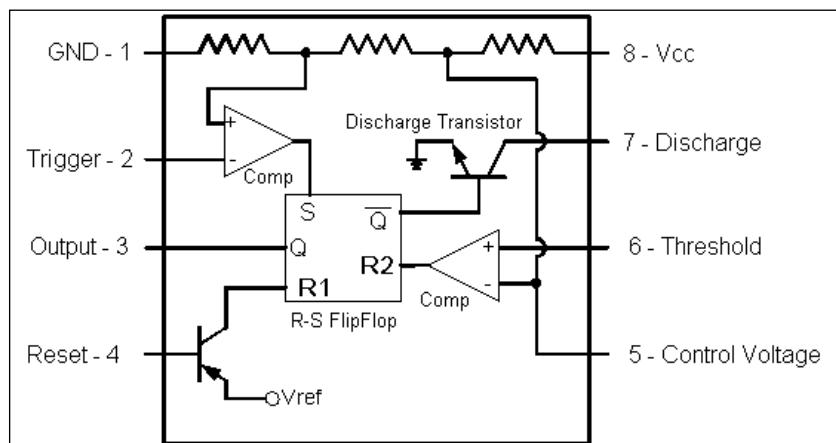 GND - 1
8 - Vcc
+
Discharge Transistor
7 - Discharge
Trigger - 2
-
Comp
S
Q
Output - 3
Q
+
6 - Threshold
R2
-
R1
Comp
R-S FlipFlop
Reset - 4
5 - Control Voltage
Vref